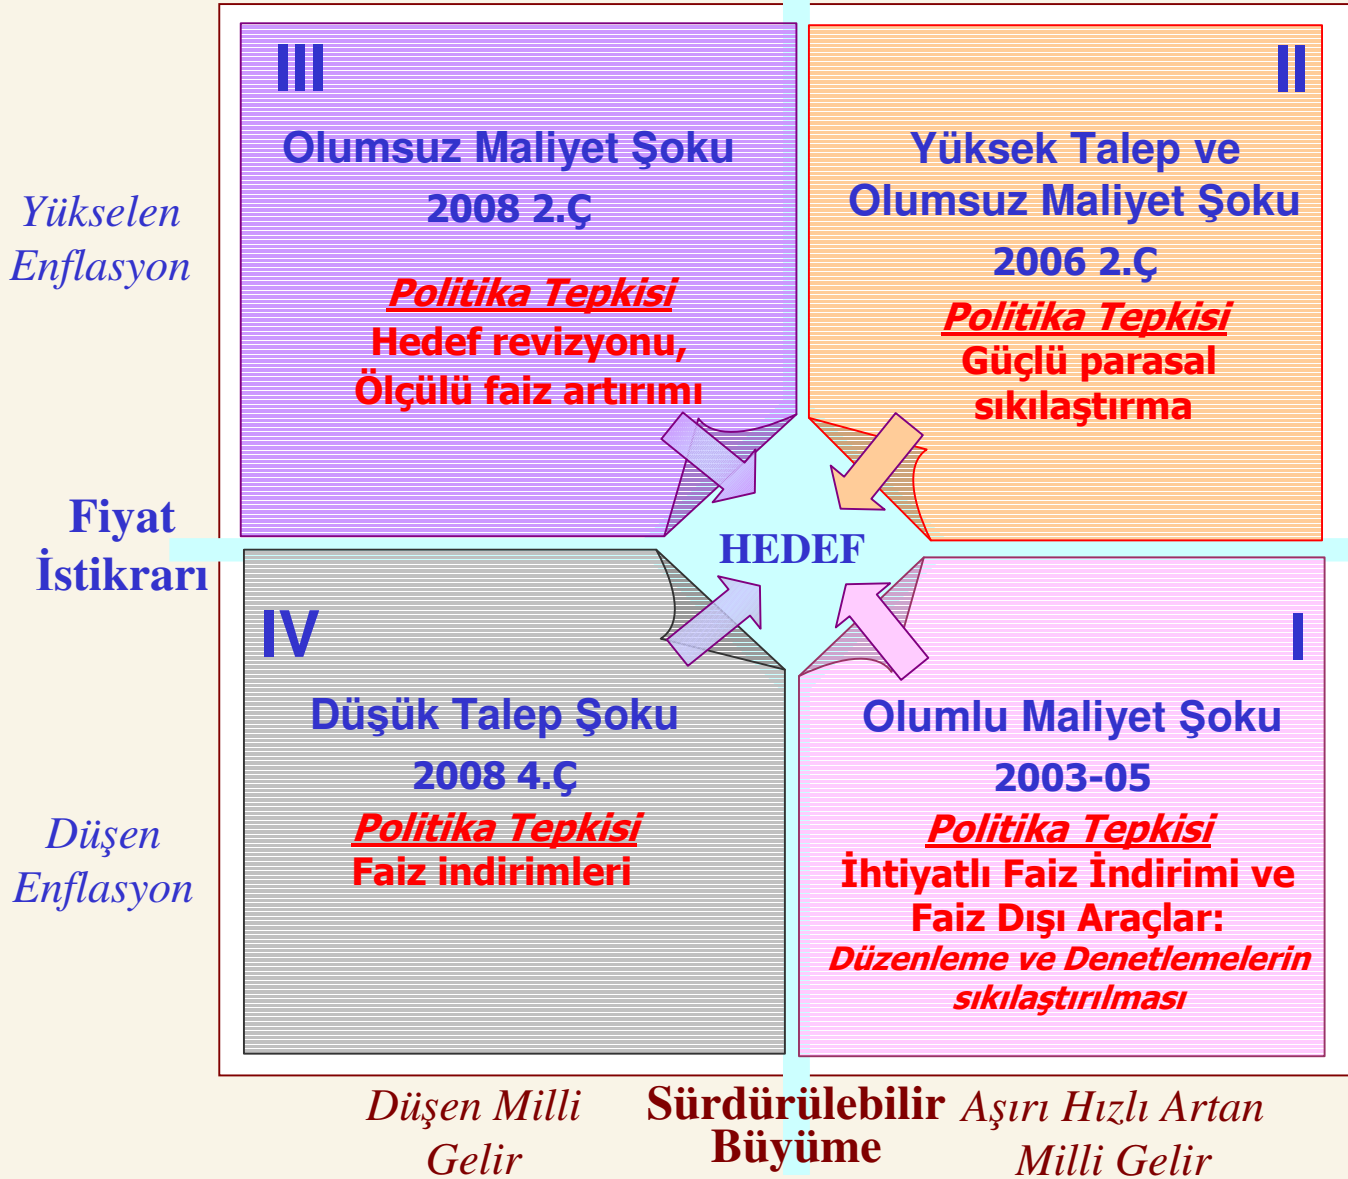 III
Olumsuz Maliyet Şoku
2008 2.Ç
Politika Tepkisi
Hedef revizyonu,
Ölçülü faiz artırımı
II
Yüksek Talep ve
Olumsuz Maliyet Şoku
2006 2.Ç
Politika Tepkisi
Güçlü parasal
sıkılaştırma
Yükselen
Enflasyon
Fiyat
İstikrarı
HEDEF
IV
Düşük Talep Şoku
2008 4.Ç
Politika Tepkisi
Faiz indirimleri
I
Olumlu Maliyet Şoku
2003-05
Politika Tepkisi
İhtiyatlı Faiz İndirimi ve
Faiz Dışı Araçlar:
Düzenleme ve Denetlemelerin
sıkılaştırılması
Düşen
Enflasyon
Düşen Milli
Gelir
Sürdürülebilir
Büyüme
Aşırı Hızlı Artan
Milli Gelir